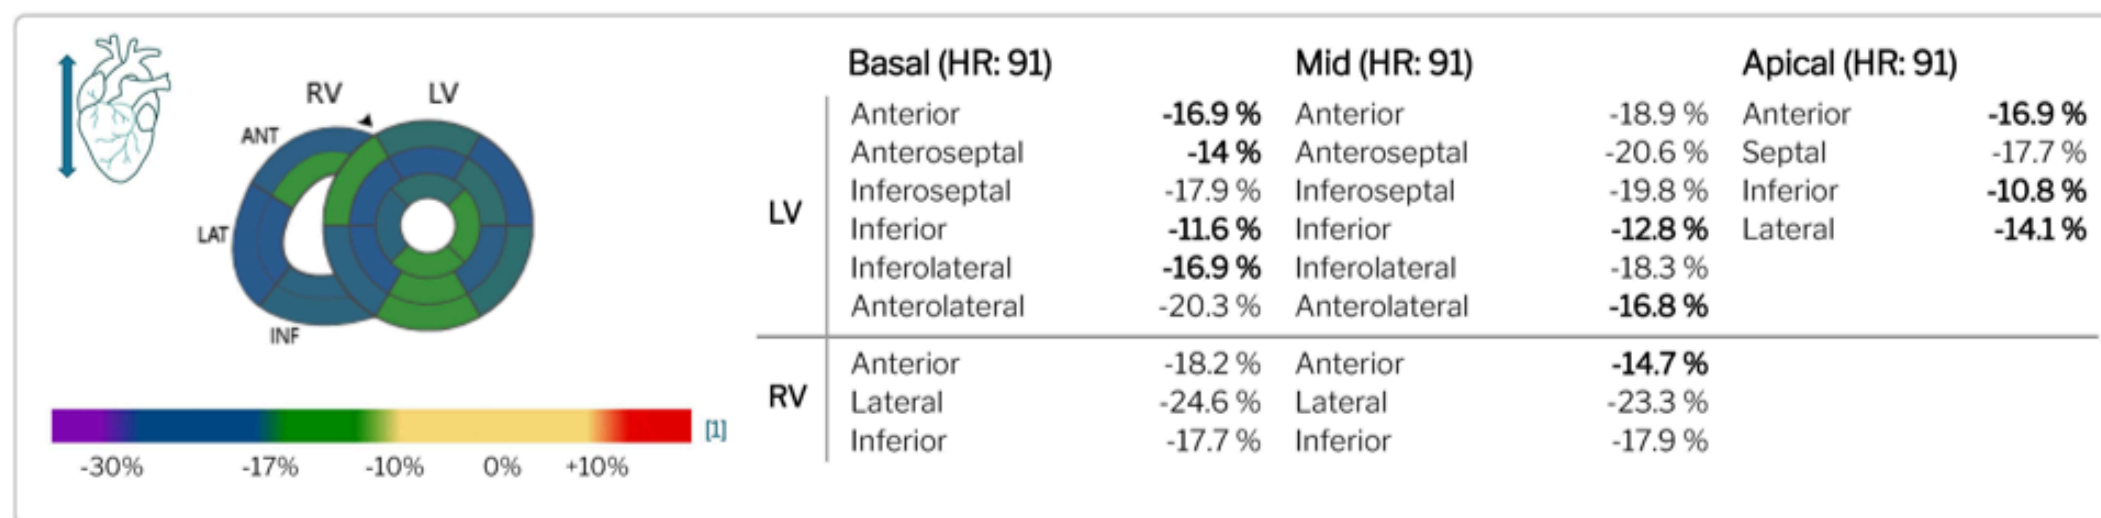 RV LV
ANT
LAT
INF
-30% -17% -10% 0% +10% [1]
Basal (HR: 91) Mid (HR: 91) Apical (HR: 91)
LV
Anterior -16.9 % Anterior -18.9 % Anterior -16.9 %
Anteroseptal -14 % Anteroseptal -20.6 % Septal -17.7 %
Inferoseptal -17.9 % Inferoseptal -19.8 % Inferior -10.8 %
Inferior -11.6 % Inferior -12.8 % Lateral -14.1 %
Inferolateral -16.9 % Inferolateral -18.3 %
Anterolateral -20.3 % Anterolateral -16.8 %
RV
Anterior -18.2 % Anterior -14.7 %
Lateral -24.6 % Lateral -23.3 %
Inferior -17.7 % Inferior -17.9 %